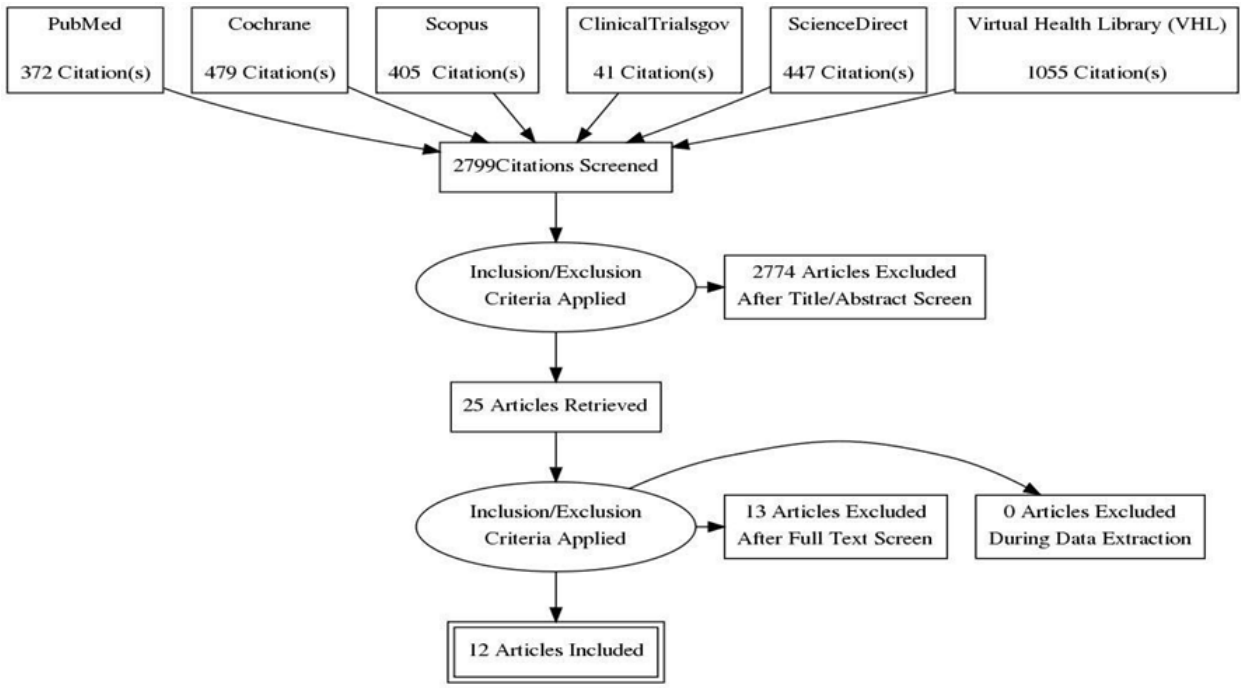 PubMed
372 Citation(s)
Cochrane
479 Citation(s)
Scopus
405 Citation(s)
ClinicalTrialsgov
41 Citation(s)
ScienceDirect
447 Citation(s)
Virtual Health Library (VHL)
1055 Citation(s)
2799Citations Screened
Inclusion/Exclusion
Criteria Applied
2774 Articles Excluded
After Title/Abstract Screen
25 Articles Retrieved
Inclusion/Exclusion
Criteria Applied
13 Articles Excluded
After Full Text Screen
0 Articles Excluded
During Data Extraction
12 Articles Included